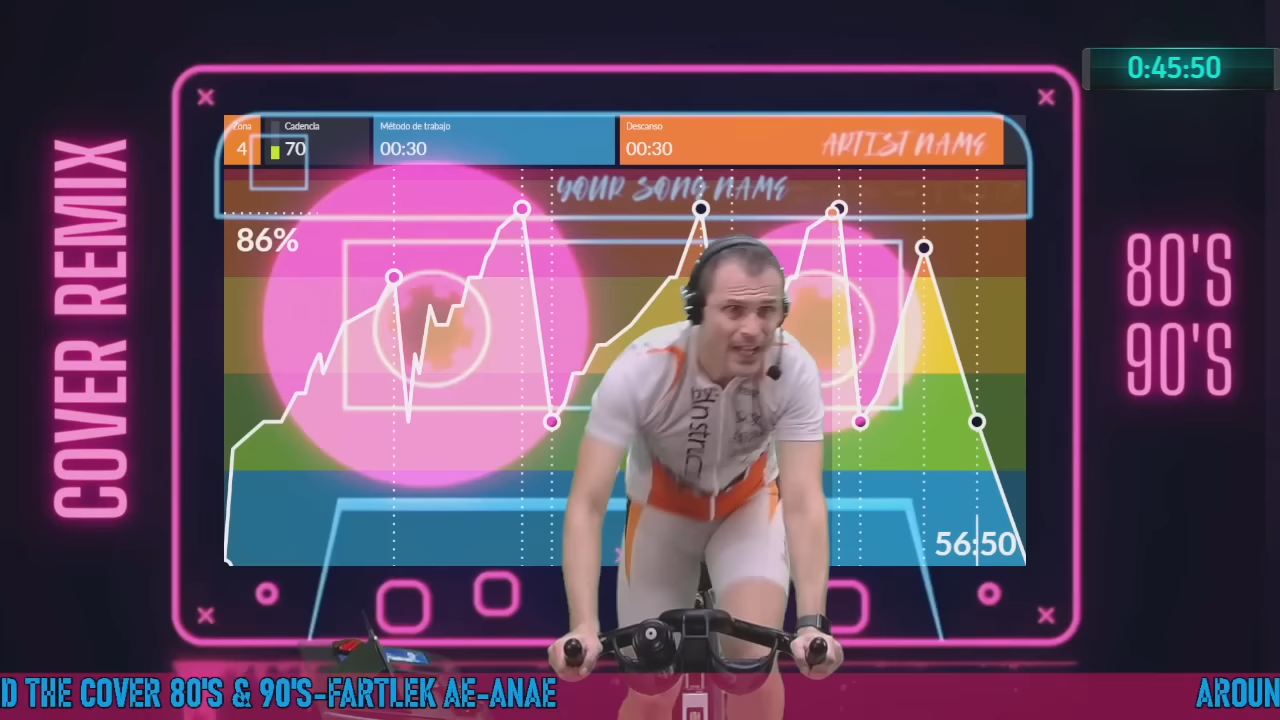 0:45:50
Zona
4
Cadencia
70
Método de trabajo
00:30
Descanso
00:30
ARTIST NAME
YOUR SONG NAME
86%
COVER REMIX
80'S
90'S
56:50
D THE COVER 80'S & 90'S-FARTLEK AE-ANAE
AROUN